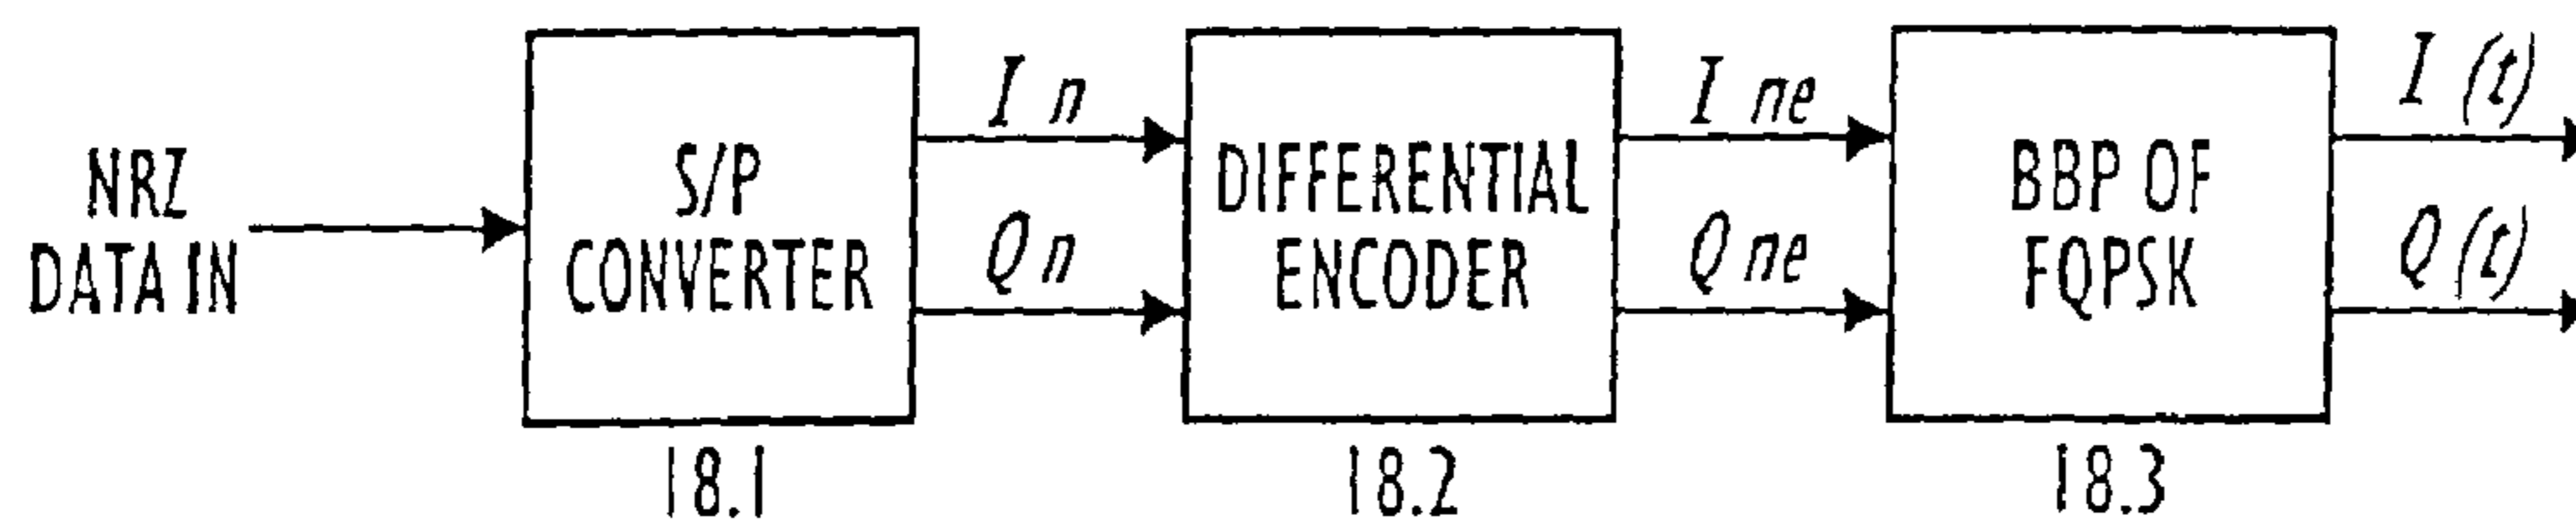 NRZ
DATA IN
S/P
CONVERTER
18.1
I n
Q n
DIFFERENTIAL
ENCODER
18.2
I ne
Q ne
BBP OF
FQPSK
18.3
I (t)
Q (t)